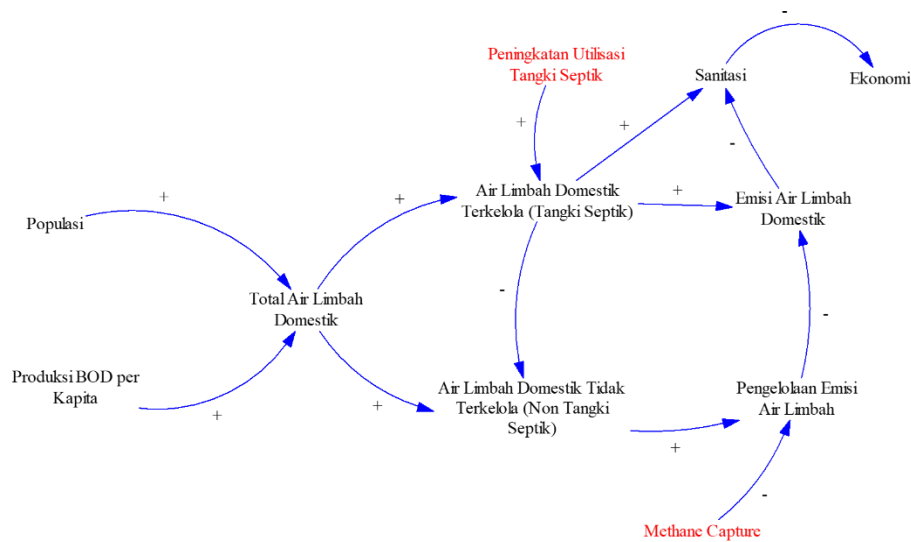 -
Peningkatan Utilisasi
Tangki Septik
Sanitasi
Ekonomi
+
+
-
+
+
Air Limbah Domestik
Terkelola (Tangki Septik)
+
Emisi Air Limbah
Domestik
Populasi
-
Total Air Limbah
Domestik
-
Produksi BOD per
Kapita
+
+
Air Limbah Domestik Tidak
Terkelola (Non Tangki
Septik)
Pengelolaan Emisi
Air Limbah
+
-
Methane Capture